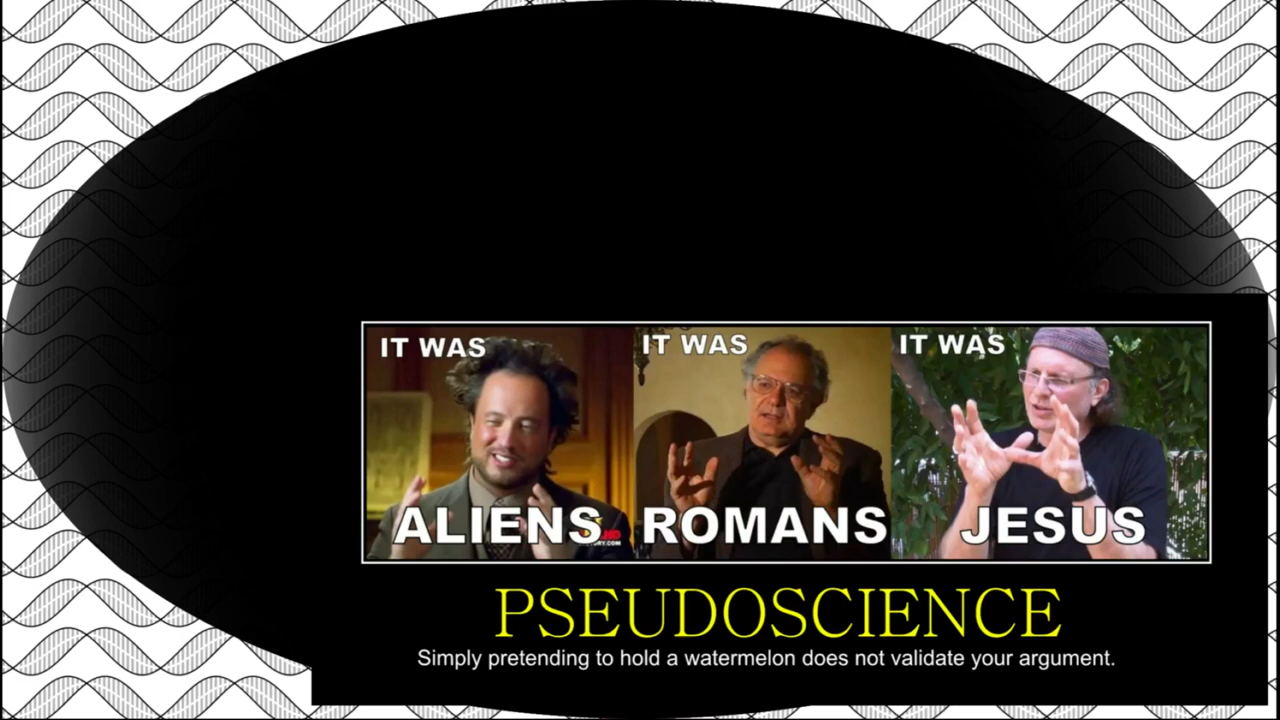 IT WAS
ALIENS
IT WAS
ROMANS
IT WAS
JESUS
PSEUDOSCIENCE
Simply pretending to hold a watermelon does not validate your argument.